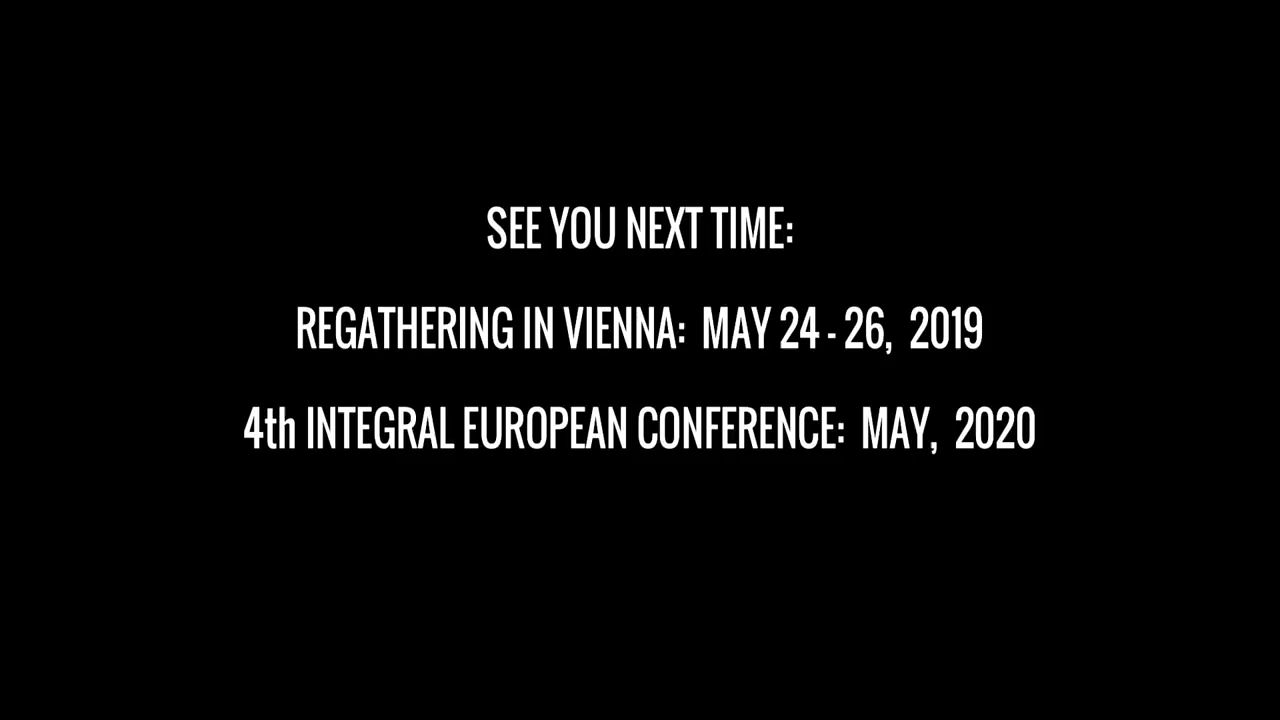 SEE YOU NEXT TIME:
REGATHERING IN VIENNA: MAY 24 - 26, 2019
4th INTEGRAL EUROPEAN CONFERENCE: MAY, 2020